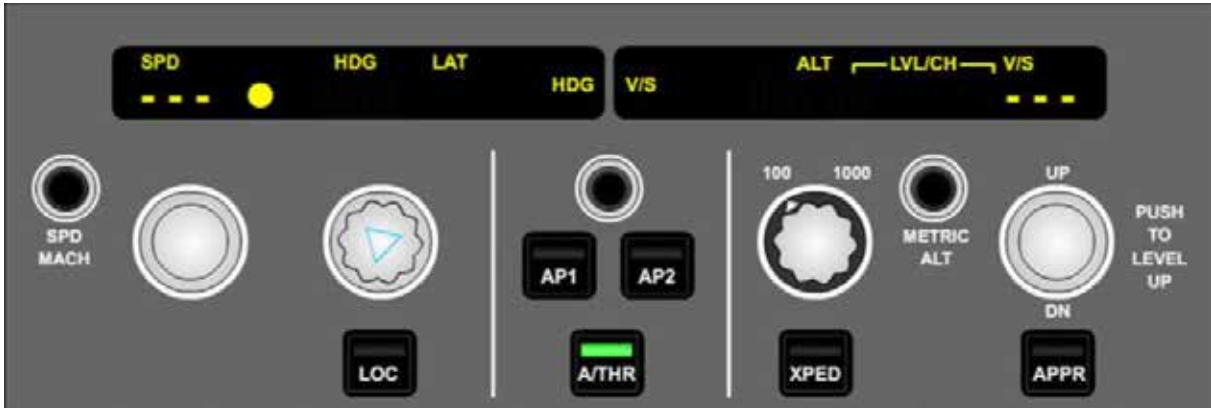 SPD HDG LAT
--- HDG
V/S
ALT LVL/CH V/S
---
SPD
MACH
AP1 AP2
100 1000
METRIC
ALT
UP
DN
PUSH
TO
LEVEL
UP
LOC A/THR XPED APPR